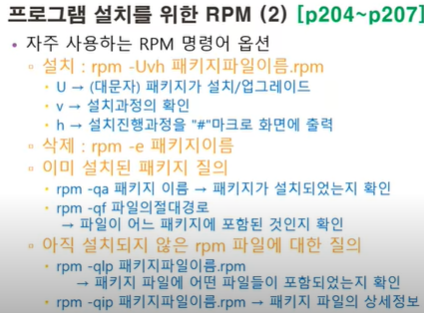 프로그램 설치를 위한 RPM (2) [p204~p207]
• 자주 사용하는 RPM 명령어 옵션
▫ 설치 : rpm -Uvh 패키지파일이름.rpm
• U → (대문자) 패키지가 설치/업그레이드
• v → 설치과정의 확인
• h → 설치진행과정을 "#"마크로 화면에 출력
▫ 삭제 : rpm -e 패키지이름
▫ 이미 설치된 패키지 질의
• rpm -qa 패키지 이름 → 패키지가 설치되었는지 확인
• rpm -qf 파일의절대경로
→ 파일이 어느 패키지에 포함된 것인지 확인
▫ 아직 설치되지 않은 rpm 파일에 대한 질의
• rpm -qlp 패키지파일이름.rpm
→ 패키지 파일에 어떤 파일들이 포함되었는지 확인
• rpm -qip 패키지파일이름.rpm → 패키지 파일의 상세정보